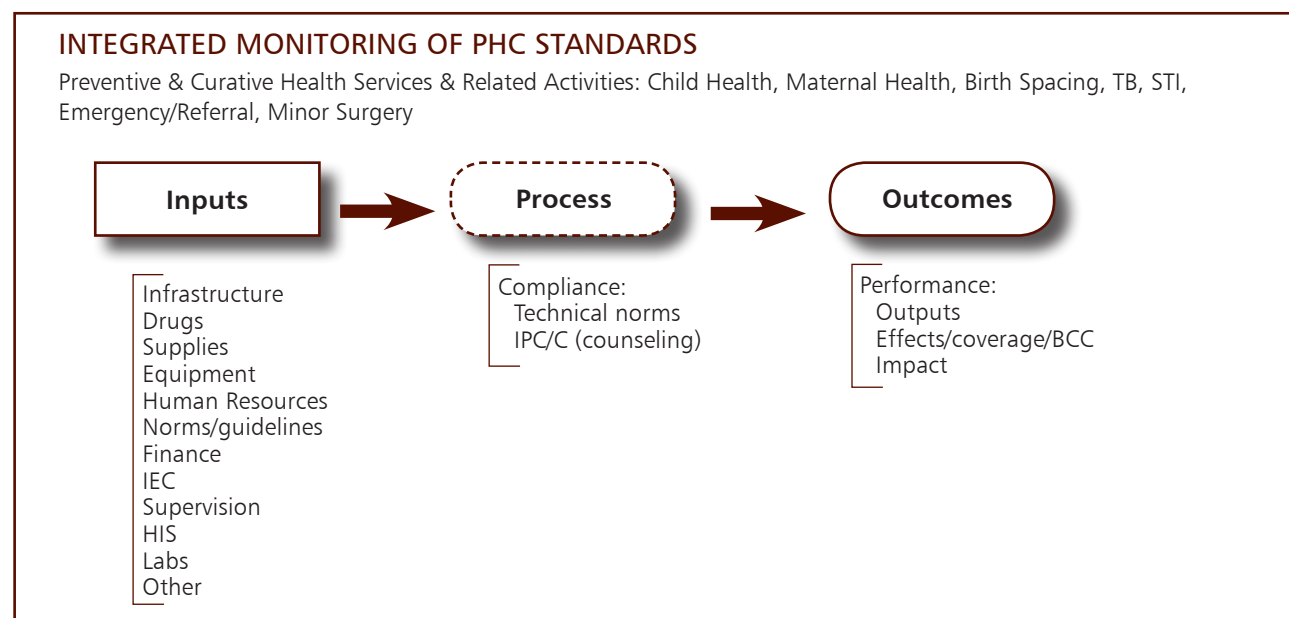 INTEGRATED MONITORING OF PHC STANDARDS
Preventive & Curative Health Services & Related Activities: Child Health, Maternal Health, Birth Spacing, TB, STI,
Emergency/Referral, Minor Surgery
Inputs
Process
Outcomes
Infrastructure
Drugs
Supplies
Equipment
Human Resources
Norms/guidelines
Finance
IEC
Supervision
HIS
Labs
Other
Compliance:
Technical norms
IPC/C (counseling)
Performance:
Outputs
Effects/coverage/BCC
Impact